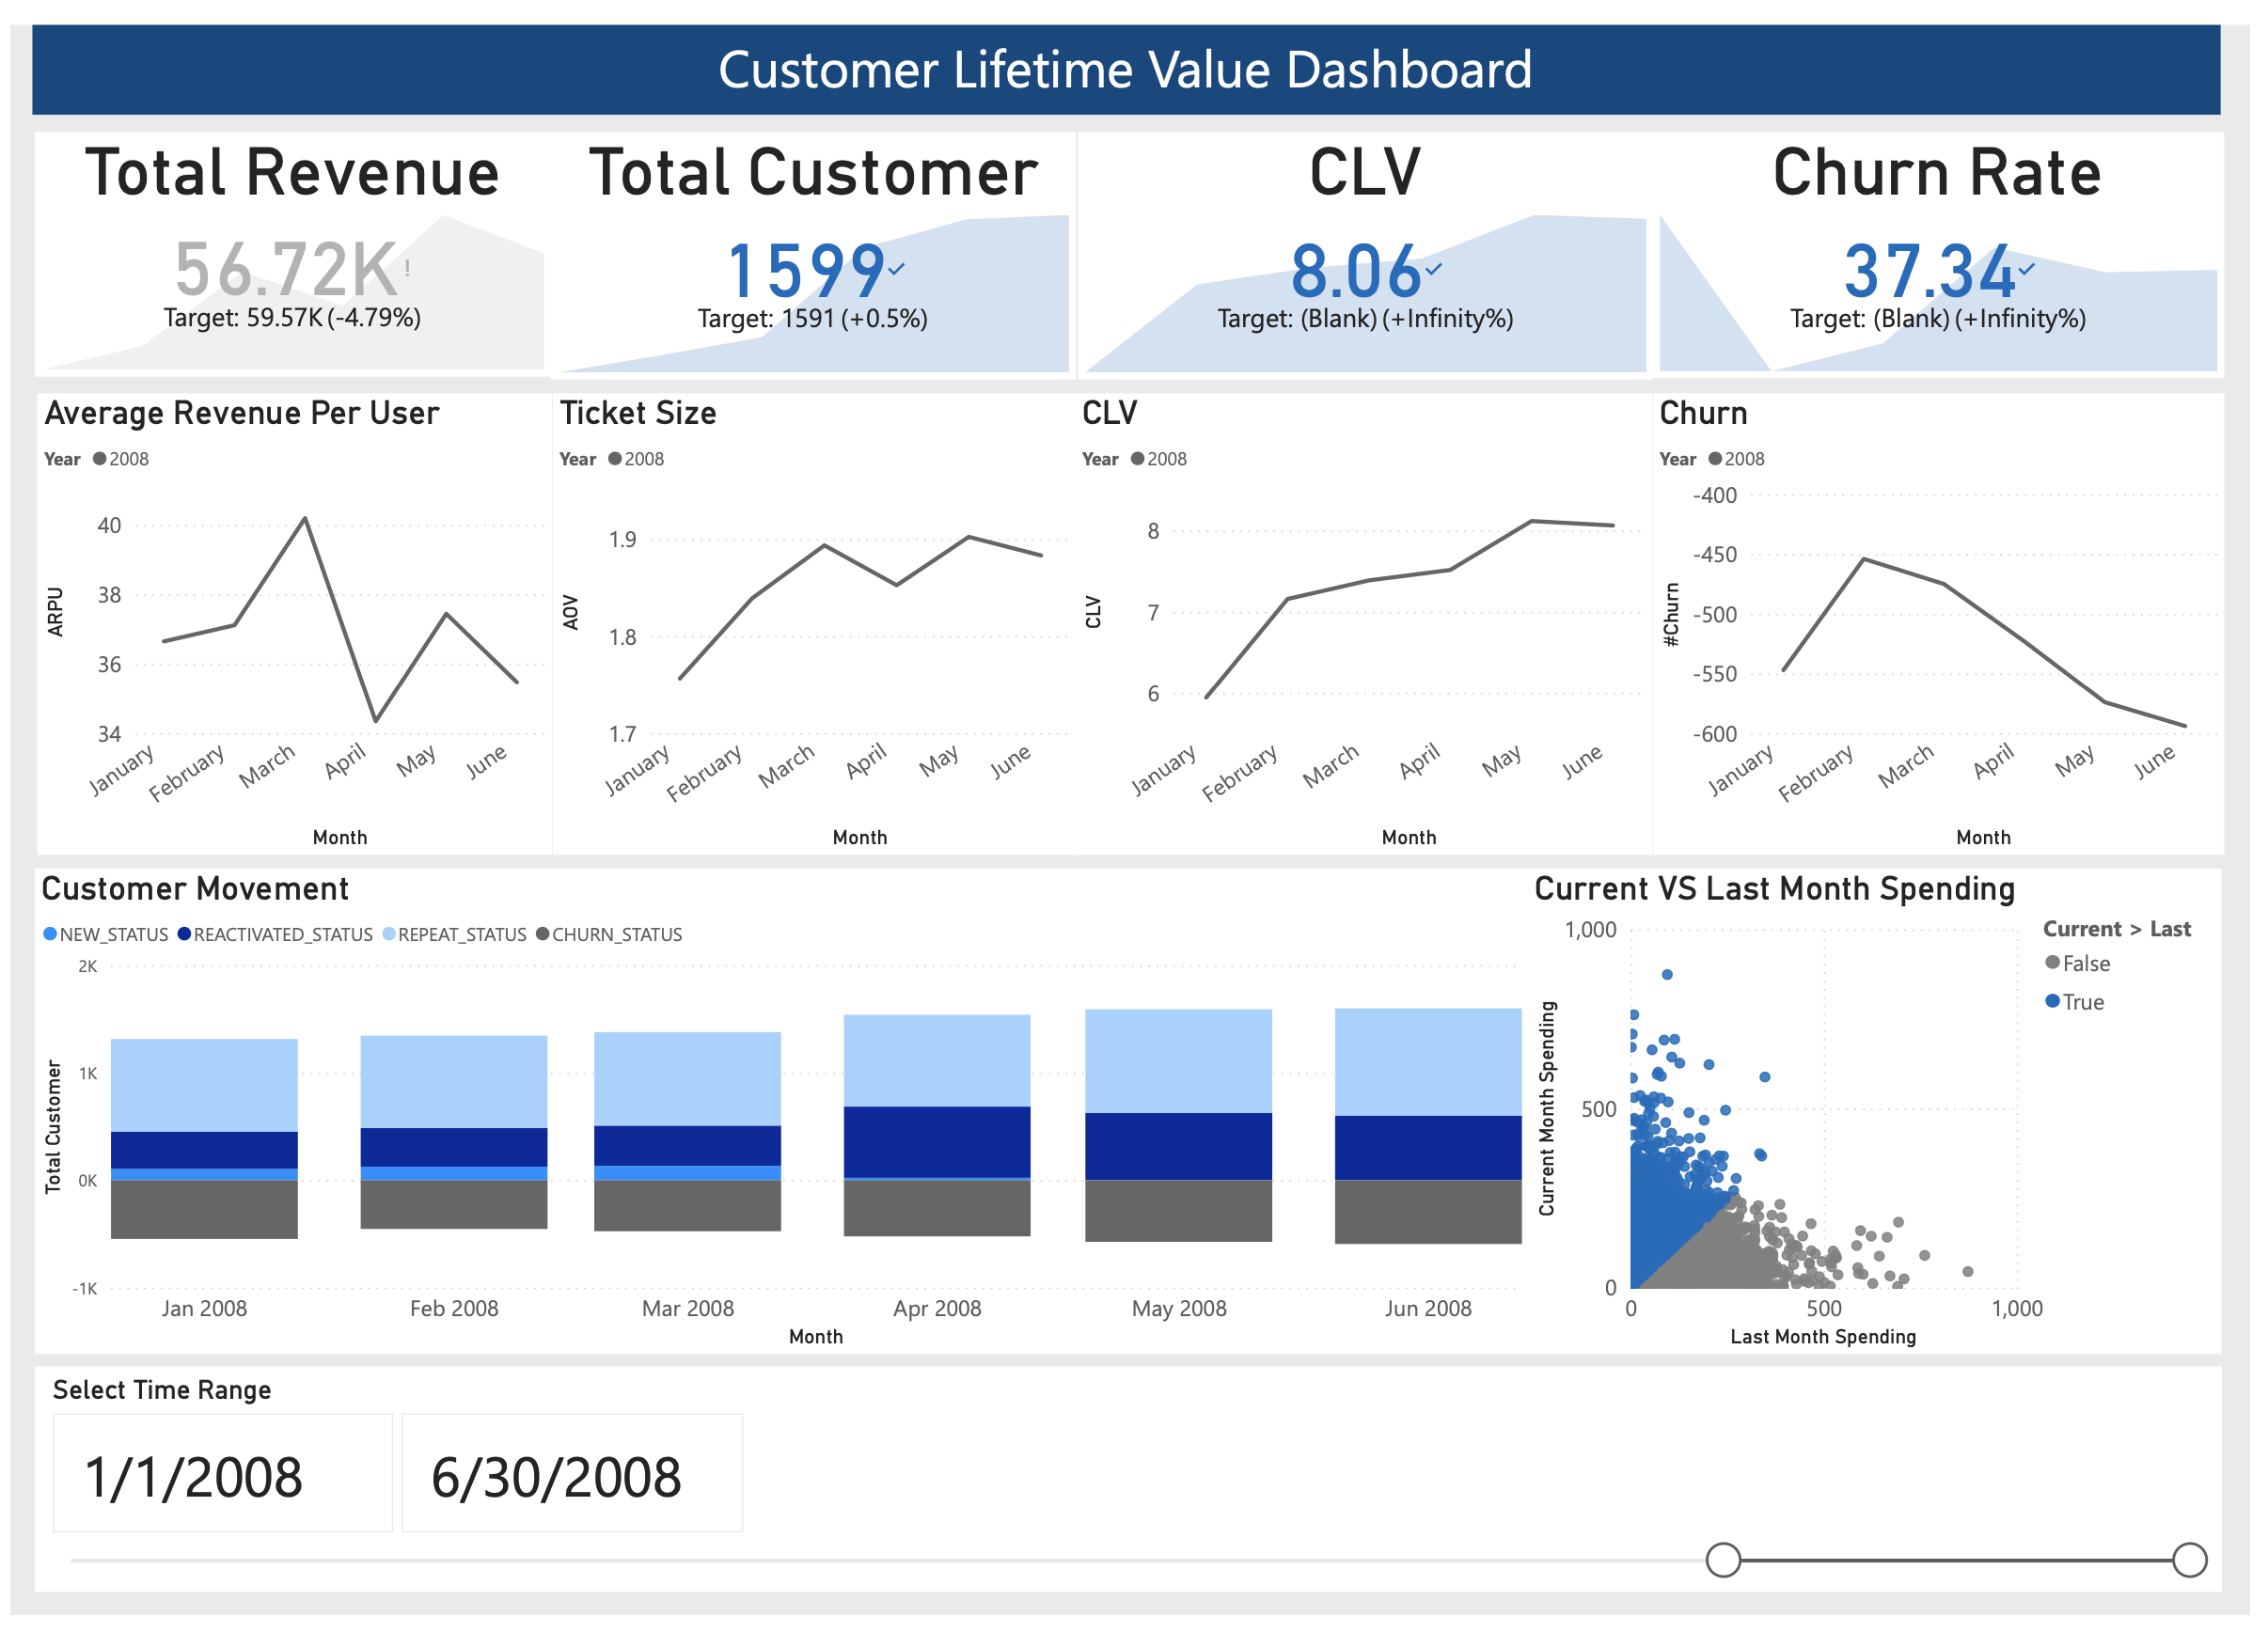 Customer Lifetime Value Dashboard
Total Revenue
56.72K!
Target: 59.57K (-4.79%)
Total Customer
1599✓
Target: 1591 (+0.5%)
CLV
8.06✓
Target: (Blank) (+Infinity%)
Churn Rate
37.34✓
Target: (Blank) (+Infinity%)
Average Revenue Per User
Year 2008
ARPU
40
38
36
34
January
February
March
April
May
June
Month
Ticket Size
Year 2008
AOV
1.9
1.8
1.7
January
February
March
April
May
June
Month
CLV
Year 2008
CLV
8
7
6
January
February
March
April
May
June
Month
Churn
Year 2008
#Churn
-400
-450
-500
-550
-600
January
February
March
April
May
June
Month
Customer Movement
NEW_STATUS REACTIVATED_STATUS REPEAT_STATUS CHURN_STATUS
Total Customer
2K
1K
0K
-1K
Jan 2008
Feb 2008
Mar 2008
Apr 2008
May 2008
Jun 2008
Month
Current VS Last Month Spending
Current Month Spending
1,000
500
0
0
500
1,000
Last Month Spending
Current > Last
False
True
Select Time Range
1/1/2008
6/30/2008